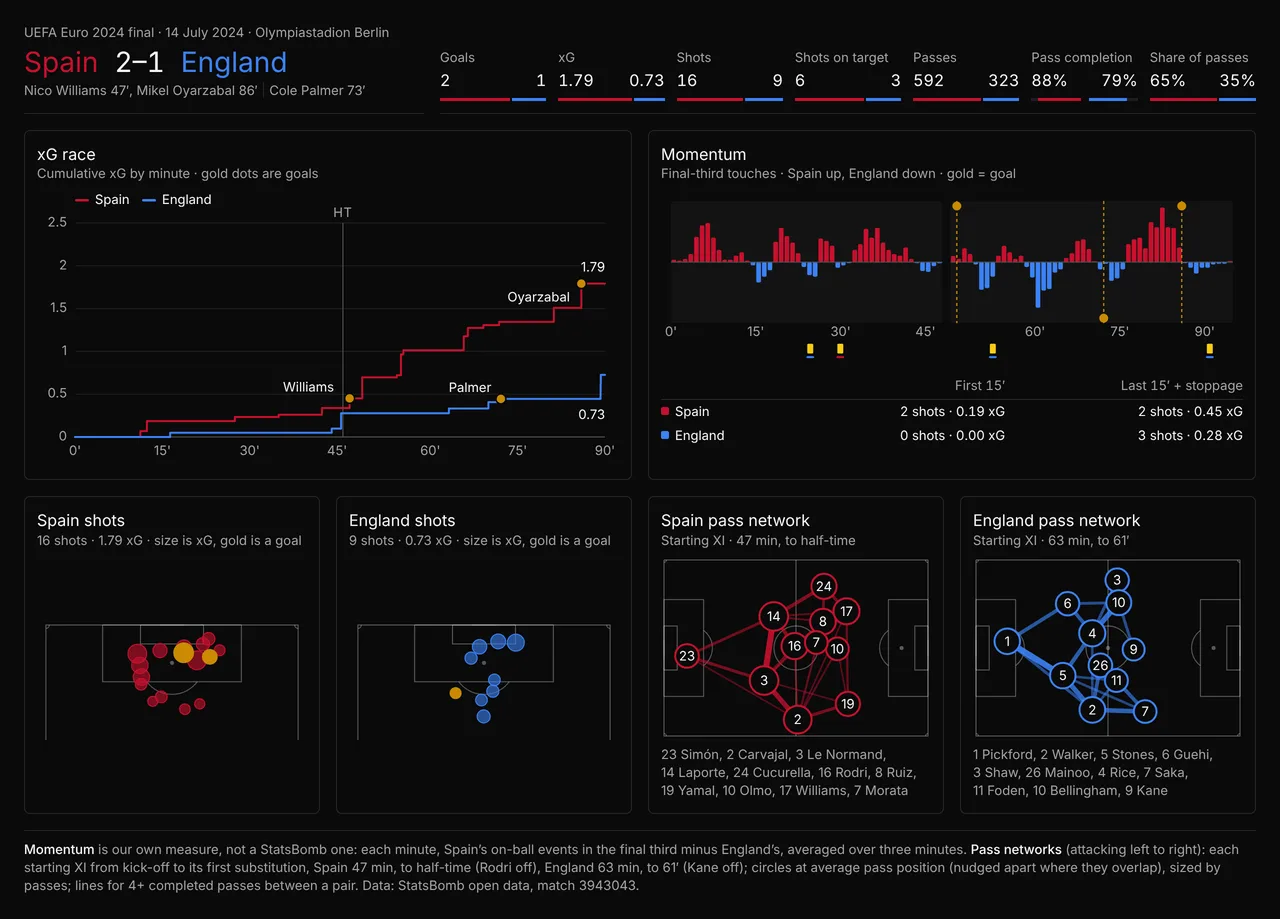 UEFA Euro 2024 final · 14 July 2024 · Olympiastadion Berlin
Spain 2–1 England
Nico Williams 47′, Mikel Oyarzabal 86′ Cole Palmer 73′
Goals
2 1
xG
1.79 0.73
Shots
16 9
Shots on target
6 3
Passes
592 323
Pass completion
88% 79%
Share of passes
65% 35%
xG race
Cumulative xG by minute · gold dots are goals
Spain England
HT
2.5
2
1.5
1
0.5
0
1.79
Oyarzabal
Williams
Palmer
0.73
0' 15' 30' 45' 60' 75' 90'
Momentum
Final-third touches · Spain up, England down · gold = goal
0' 15' 30' 45' 60' 75' 90'
First 15′ Last 15′ + stoppage
Spain 2 shots · 0.19 xG 2 shots · 0.45 xG
England 0 shots · 0.00 xG 3 shots · 0.28 xG
Spain shots
16 shots · 1.79 xG · size is xG, gold is a goal
England shots
9 shots · 0.73 xG · size is xG, gold is a goal
Spain pass network
Starting XI · 47 min, to half-time
24
17
14
8
16
7
10
23
3
19
2
23 Simón, 2 Carvajal, 3 Le Normand,
14 Laporte, 24 Cucurella, 16 Rodri, 8 Ruiz,
19 Yamal, 10 Olmo, 17 Williams, 7 Morata
England pass network
Starting XI · 63 min, to 61′
3
6
10
4
1
9
26
5
11
2
7
1 Pickford, 2 Walker, 5 Stones, 6 Guehi,
3 Shaw, 26 Mainoo, 4 Rice, 7 Saka,
11 Foden, 10 Bellingham, 9 Kane
Momentum is our own measure, not a StatsBomb one: each minute, Spain's on-ball events in the final third minus England's, averaged over three minutes. Pass networks (attacking left to right): each
starting XI from kick-off to its first substitution, Spain 47 min, to half-time (Rodri off), England 63 min, to 61′ (Kane off); circles at average pass position (nudged apart where they overlap), sized by
passes; lines for 4+ completed passes between a pair. Data: StatsBomb open data, match 3943043.